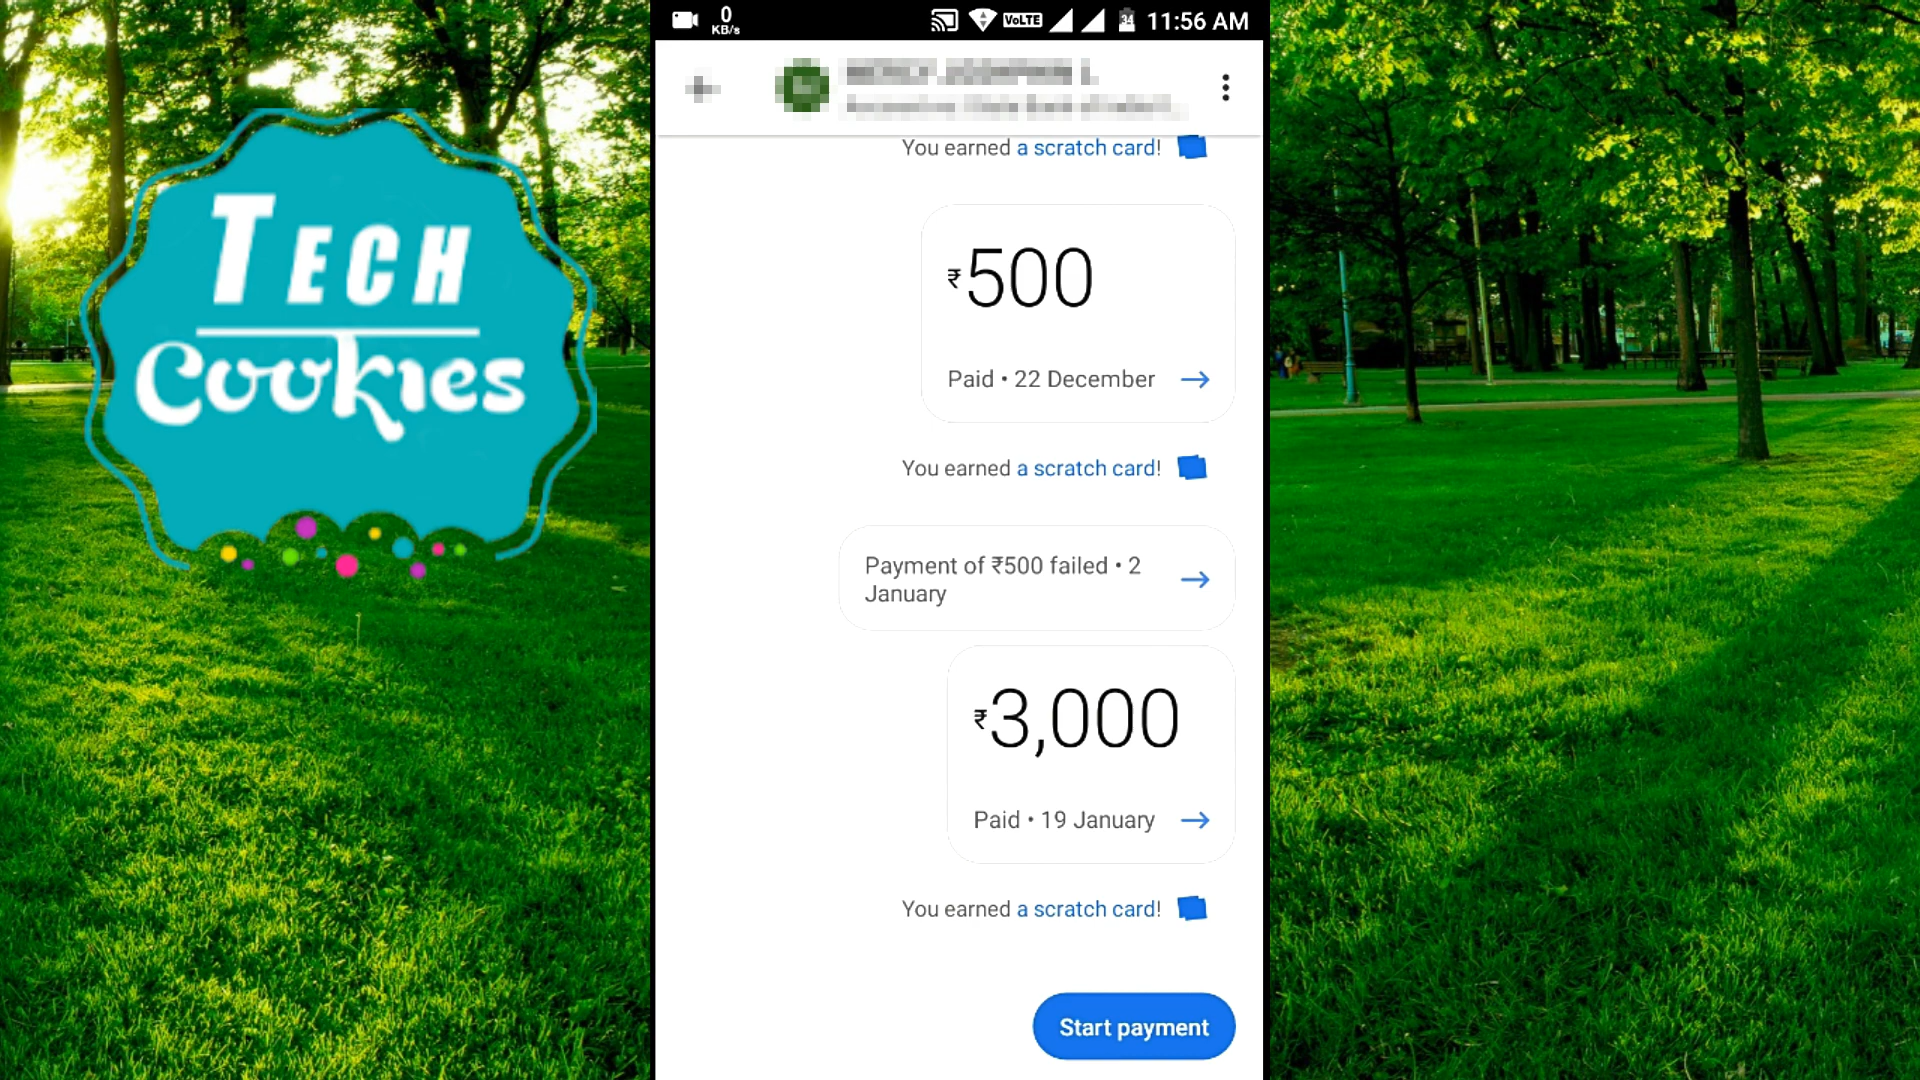 TECH
Cookies
0
KB/s
VoLTE
34
11:56 AM
You earned a scratch card!
₹500
Paid • 22 December
You earned a scratch card!
Payment of ₹500 failed • 2
January
₹3,000
Paid • 19 January
You earned a scratch card!
Start payment